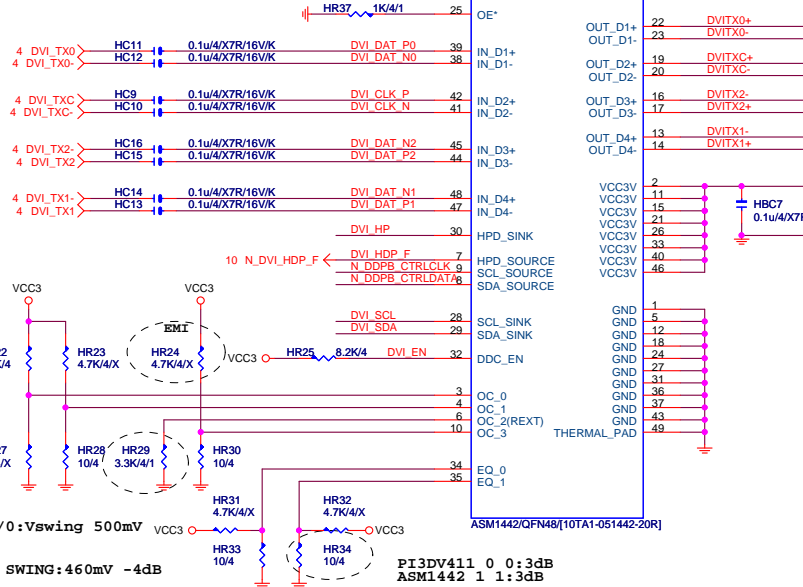 HR37 1K/4/1 25 OE*
OUT_D1+ 22 DVITX0+
OUT_D1- 23 DVITX0-
4 DVI_TX0 HC11 0.1u/4/X7R/16V/K DVI_DAT_P0 39 IN_D1+
4 DVI_TX0- HC12 0.1u/4/X7R/16V/K DVI_DAT_N0 38 IN_D1-
OUT_D2+ 19 DVITXC+
OUT_D2- 20 DVITXC-
4 DVI_TXC HC9 0.1u/4/X7R/16V/K DVI_CLK_P 42 IN_D2+
4 DVI_TXC- HC10 0.1u/4/X7R/16V/K DVI_CLK_N 41 IN_D2-
OUT_D3+ 16 DVITX2-
OUT_D3- 17 DVITX2+
4 DVI_TX2- HC16 0.1u/4/X7R/16V/K DVI_DAT_N2 45 IN_D3+
4 DVI_TX2 HC15 0.1u/4/X7R/16V/K DVI_DAT_P2 44 IN_D3-
OUT_D4+ 13 DVITX1-
OUT_D4- 14 DVITX1+
4 DVI_TX1- HC14 0.1u/4/X7R/16V/K DVI_DAT_N1 48 IN_D4+
4 DVI_TX1 HC13 0.1u/4/X7R/16V/K DVI_DAT_P1 47 IN_D4-
VCC3V 2
VCC3V 11
VCC3V 15
VCC3V 21
VCC3V 26
VCC3V 33
VCC3V 40
VCC3V 46
HBC7
0.1u/4/X7R
DVI_HP 30 HPD_SINK
10 N_DVI_HDP_F DVI_HDP_F 7 HPD_SOURCE
N_DDPB_CTRLCLK 9 SCL_SOURCE
N_DDPB_CTRLDATA 8 SDA_SOURCE
DVI_SCL 28 SCL_SINK
DVI_SDA 29 SDA_SINK
GND 1
GND 5
GND 12
GND 18
GND 24
GND 27
GND 31
GND 36
GND 37
GND 43
THERMAL_PAD 49
VCC3 VCC3
EMI
HR23
4.7K/4/X
HR24
4.7K/4/X
VCC3 HR25 8.2K/4 DVI_EN 32 DDC_EN
3 OC_0
4 OC_1
6 OC_2(REXT)
10 OC_3
HR28
10/4
HR29
3.3K/4/1
HR30
10/4
34 EQ_0
35 EQ_1
HR31
4.7K/4/X
HR32
4.7K/4/X
VCC3 VCC3
HR33
10/4
HR34
10/4
ASM1442/QFN48/[10TA1-051442-20R]
/0:Vswing 500mV
SWING:460mV -4dB
PI3DV411 0 0:3dB
ASM1442 1 1:3dB